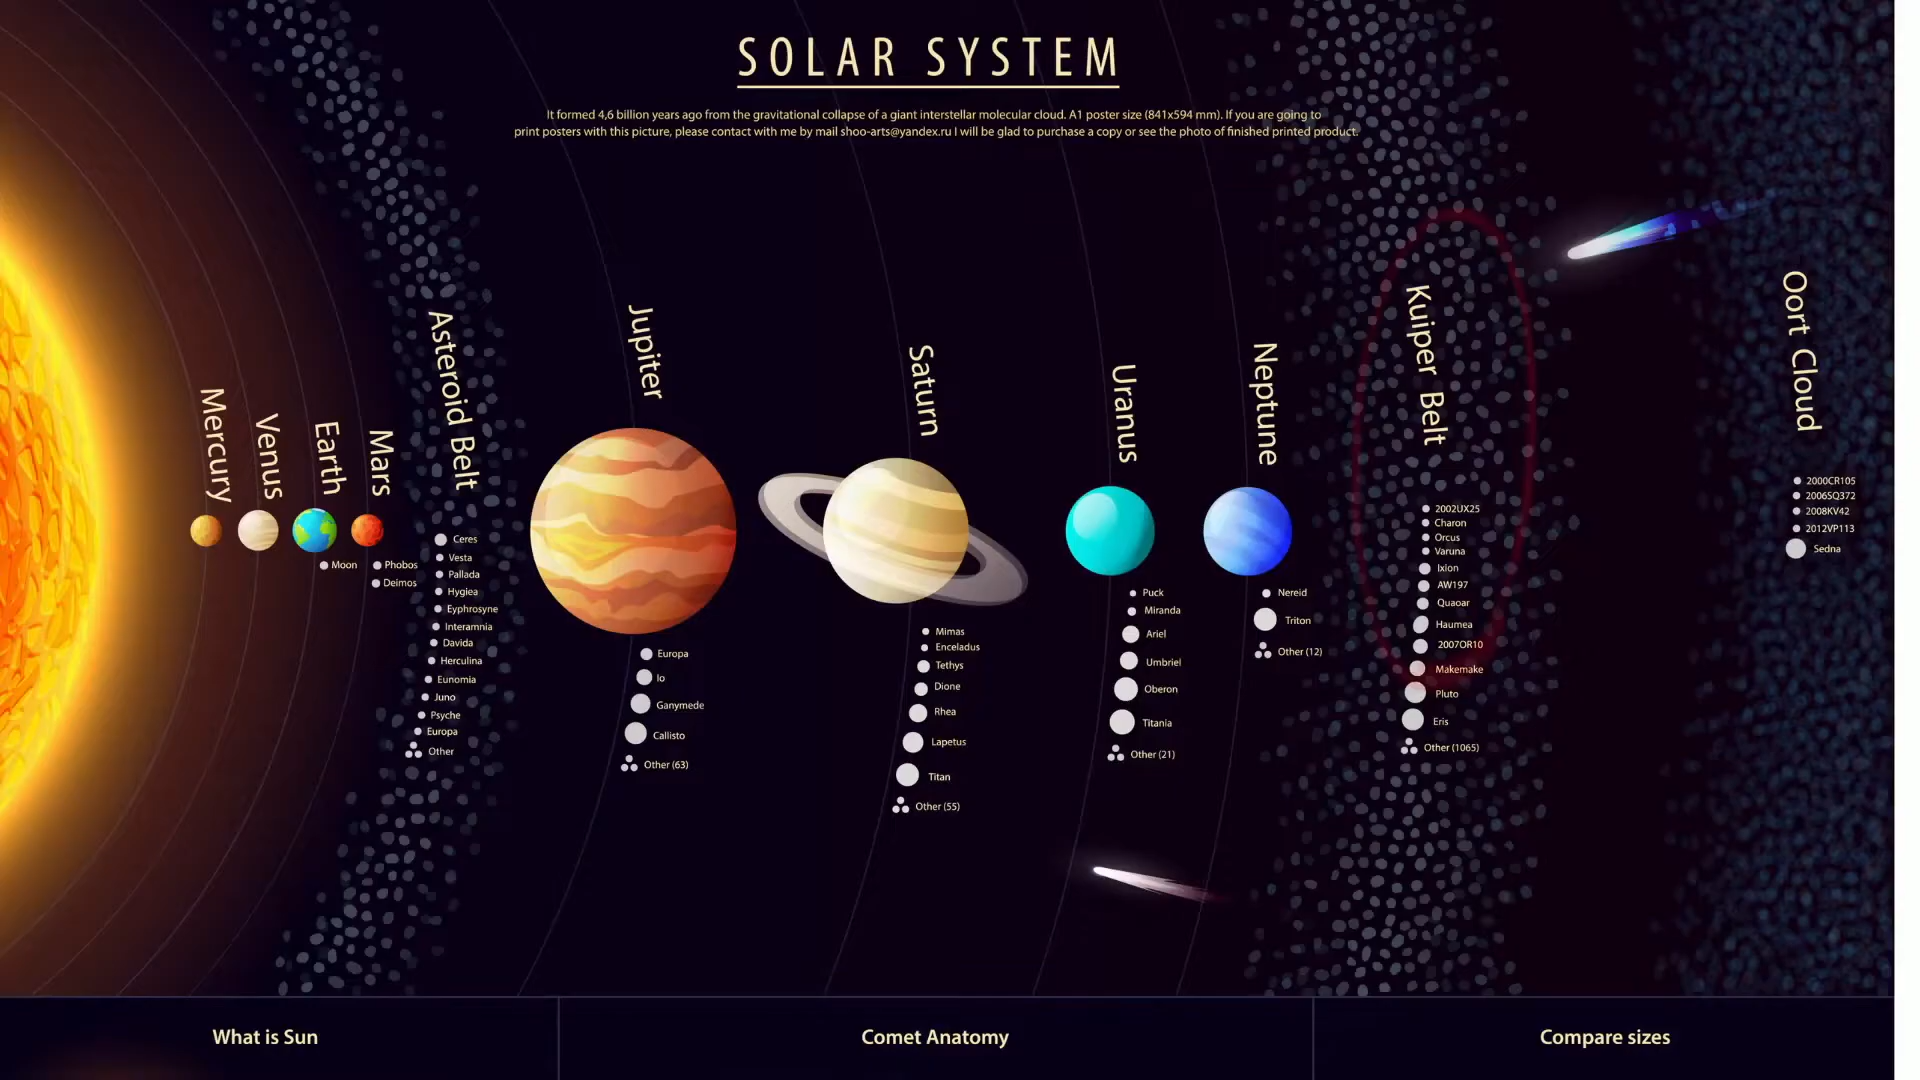 SOLAR SYSTEM
It formed 4,6 billion years ago from the gravitational collapse of a giant interstellar molecular cloud. A1 poster size (841x594 mm). If you are going to
print posters with this picture, please contact with me by mail shoo-arts@yandex.ru I will be glad to purchase a copy or see the photo of finished printed product.
Mercury
Venus
Earth
Moon
Mars
Phobos
Deimos
Asteroid Belt
Ceres
Vesta
Pallada
Hygiea
Eyphrosyne
Interamnia
Davida
Herculina
Eunomia
Juno
Psyche
Europa
Other
Jupiter
Europa
Io
Ganymede
Callisto
Other (63)
Saturn
Mimas
Enceladus
Tethys
Dione
Rhea
Lapetus
Titan
Other (55)
Uranus
Puck
Miranda
Ariel
Umbriel
Oberon
Titania
Other (21)
Neptune
Nereid
Triton
Other (12)
Kuiper Belt
2002UX25
Charon
Orcus
Varuna
Ixion
AW197
Quaoar
Haumea
2007OR10
Makemake
Pluto
Eris
Other (1065)
Oort Cloud
2000CR105
2006SQ372
2008KV42
2012VP113
Sedna
What is Sun
Comet Anatomy
Compare sizes